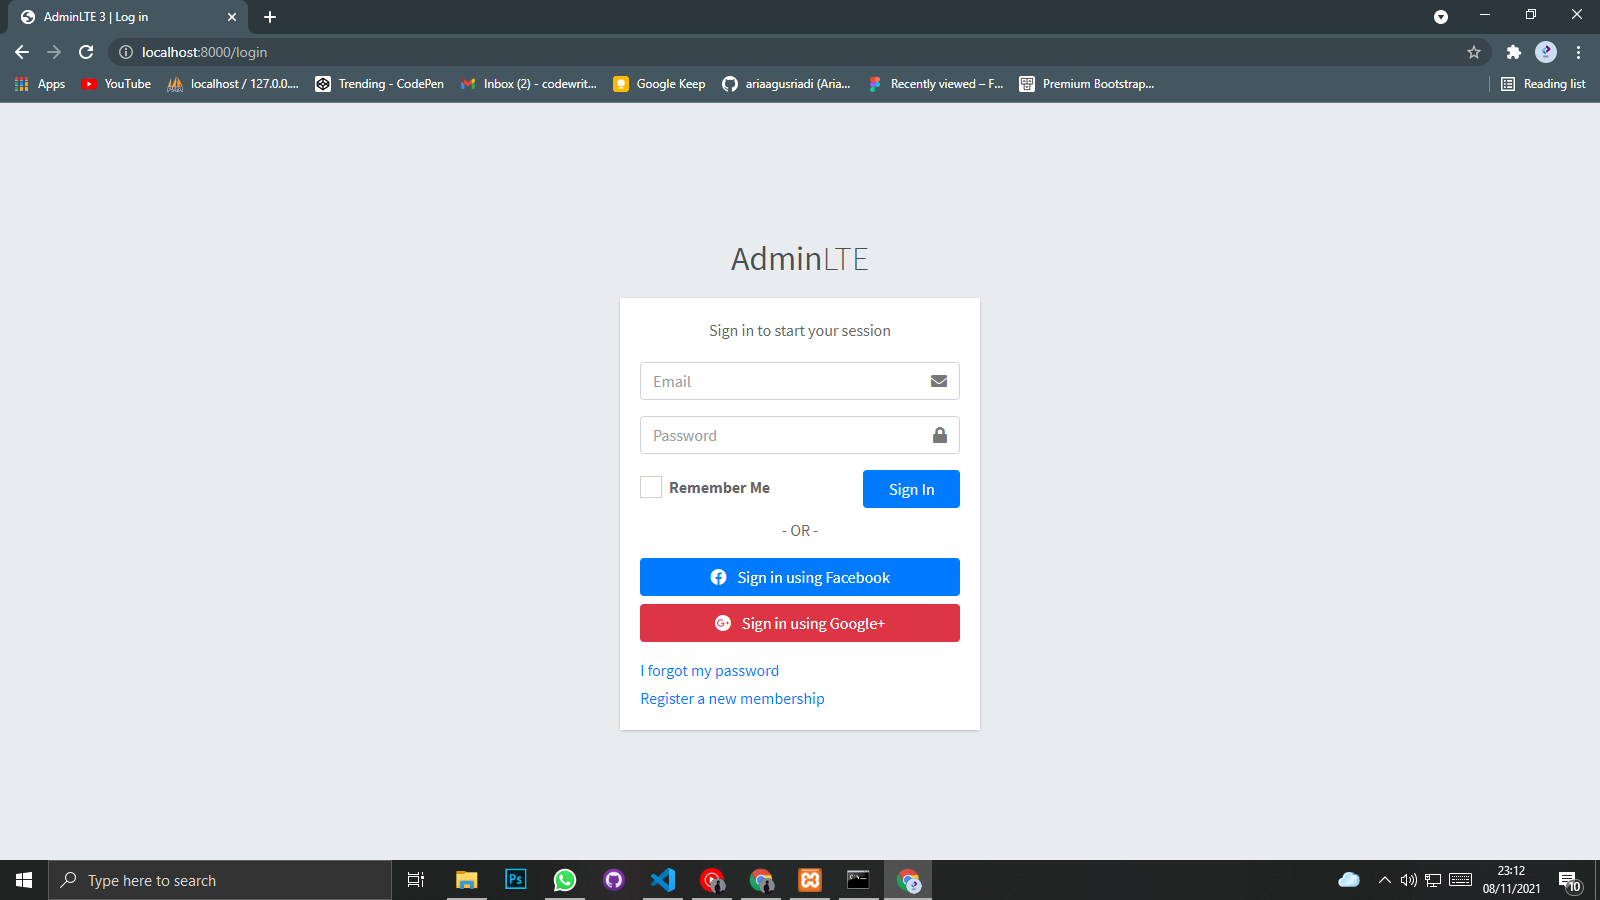 AdminLTE 3 | Log in
localhost:8000/login
Apps YouTube localhost / 127.0.0.... Trending - CodePen Inbox (2) - codewrit... Google Keep ariaagusriadi (Aria... Recently viewed – F... Premium Bootstrap... Reading list
AdminLTE
Sign in to start your session
Email
Password
Remember Me Sign In
- OR -
Sign in using Facebook
Sign in using Google+
I forgot my password
Register a new membership
Type here to search Ps 23:12
08/11/2021 10